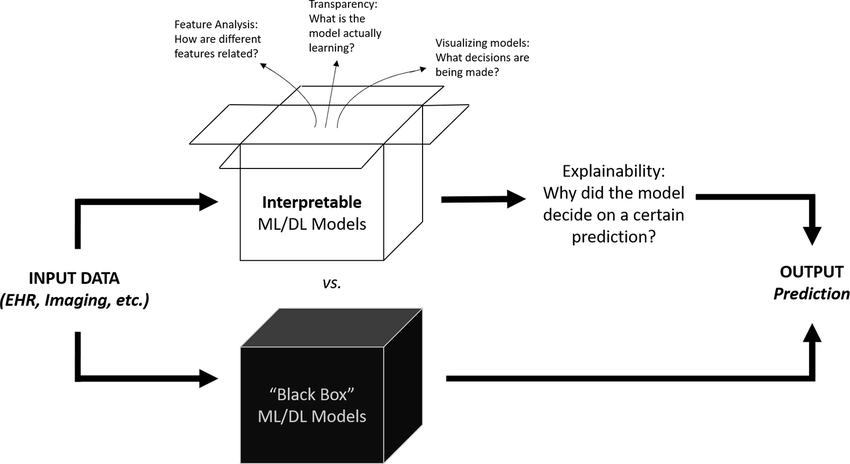 Feature Analysis:
How are different
features related?
Transparency:
What is the
model actually
learning?
Visualizing models:
What decisions are
being made?
Interpretable
ML/DL Models
Explainability:
Why did the model
decide on a certain
prediction?
INPUT DATA
(EHR, Imaging, etc.)
vs.
OUTPUT
Prediction
“Black Box”
ML/DL Models